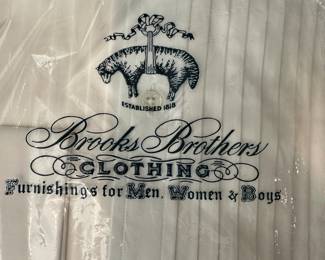 ESTABLISHED 1818
Brooks Brothers
CLOTHING
Furnishings for Men, Women & Boys